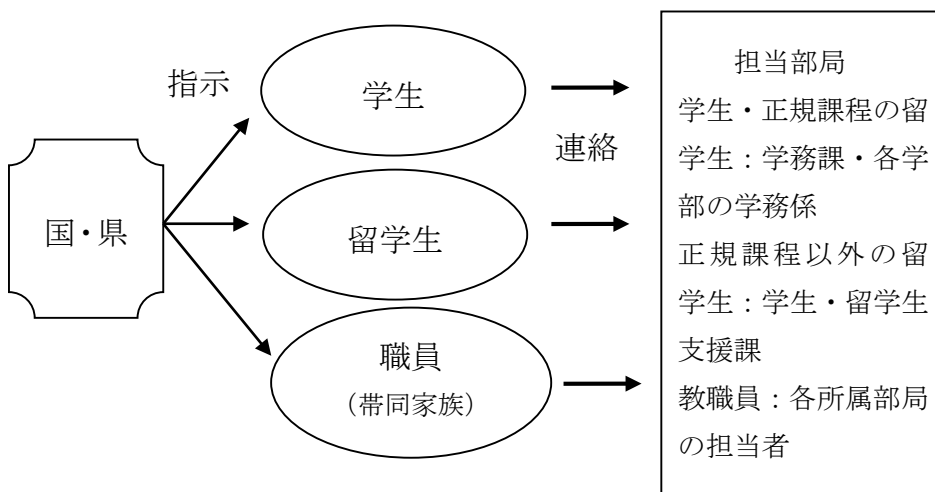 指示
国・県
学生
留学生
職員
（帯同家族）
連絡
担当部局
学生・正規課程の留
学生：学務課・各学
部の学務係
正規課程以外の留
学生：学生・留学生
支援課
教職員：各所属部局
の担当者